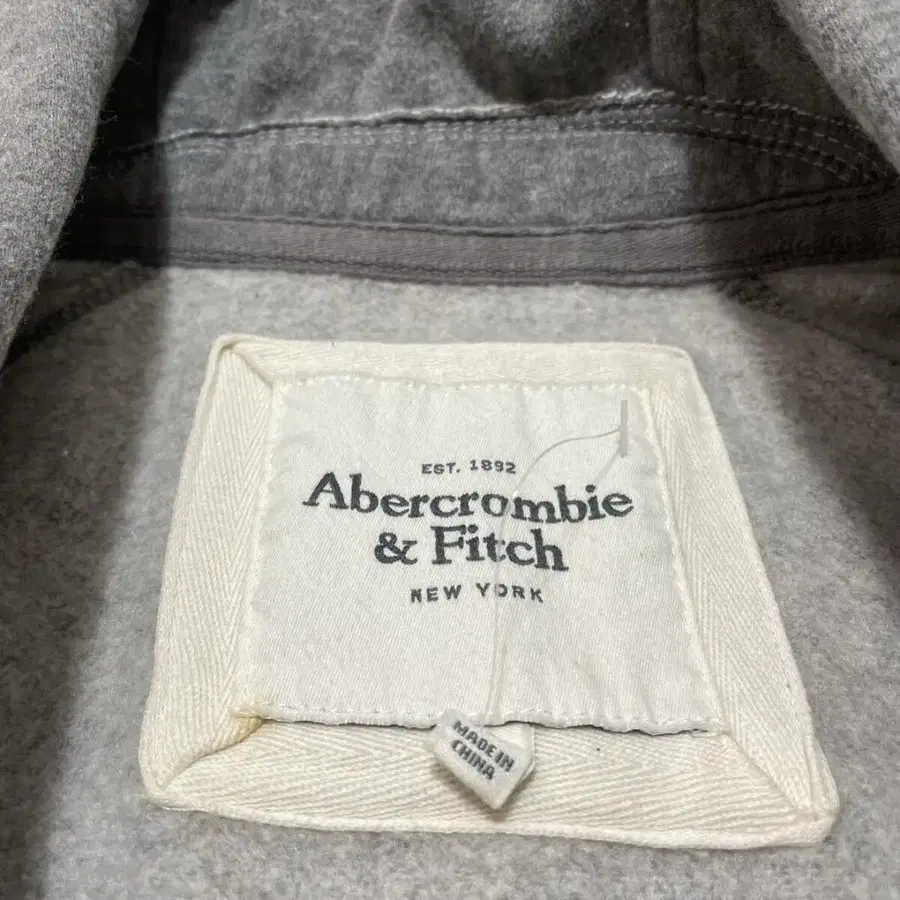 EST. 1892
Abercrombie
& Fitch
NEW YORK
MADE IN
CHINA